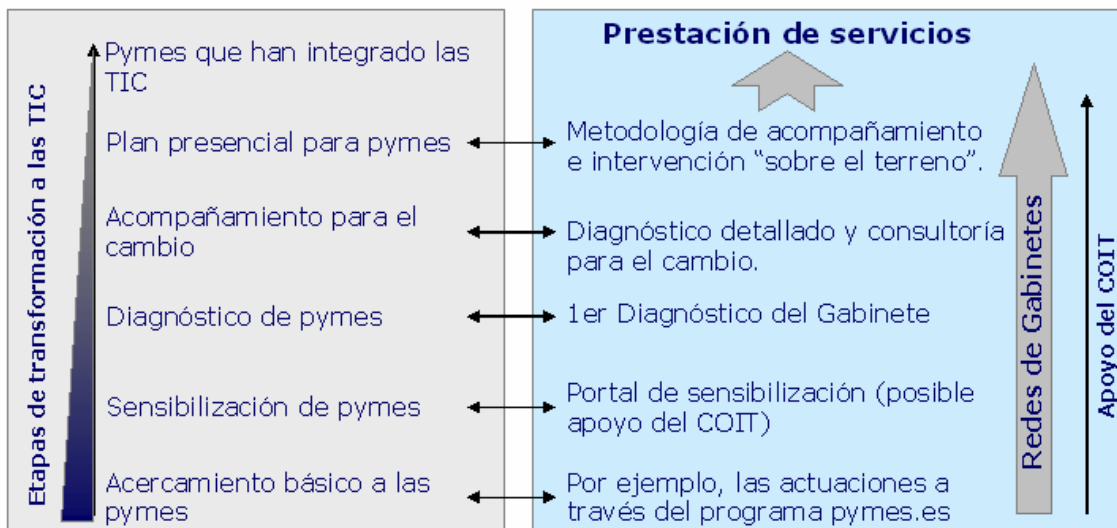 Etapas de transformación a las TIC
Pymes que han integrado las
TIC
Plan presencial para pymes
Acompañamiento para el
cambio
Diagnóstico de pymes
Sensibilización de pymes
Acercamiento básico a las
pymes
Prestación de servicios
Metodología de acompañamiento
e intervención “sobre el terreno”.
Diagnóstico detallado y consultoría
para el cambio.
1er Diagnóstico del Gabinete
Portal de sensibilización (posible
apoyo del COIT)
Por ejemplo, las actuaciones a
través del programa pymes.es
Redes de Gabinetes
Apoyo del COIT